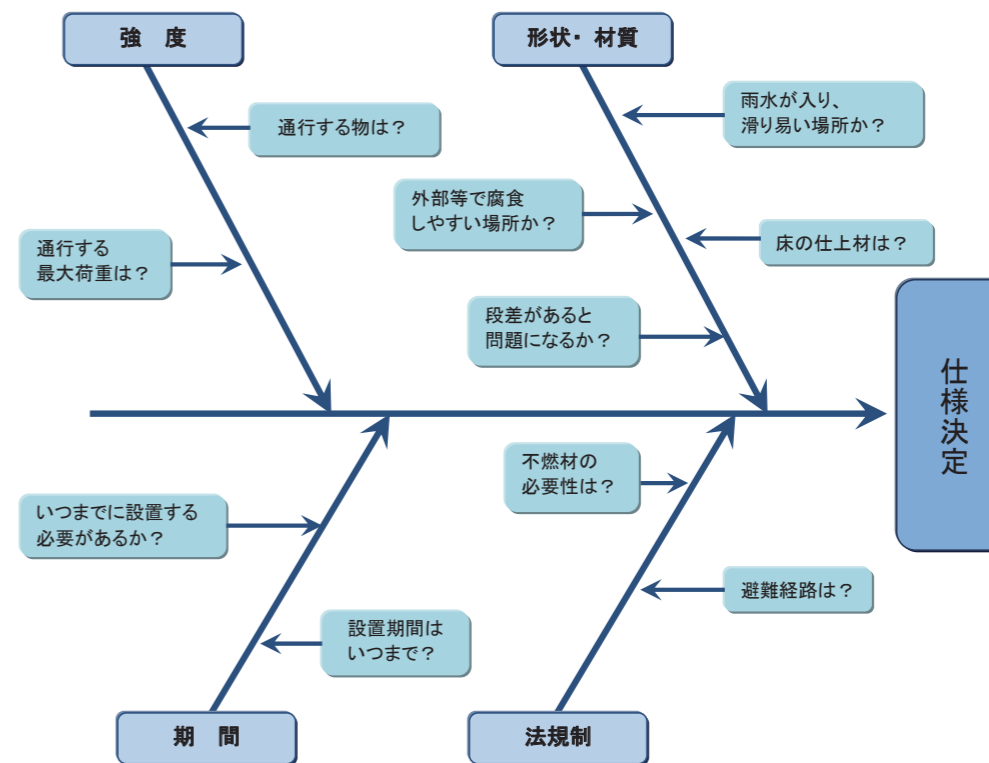 強　度
形状・材質
通行する物は？
雨水が入り、
滑り易い場所か？
外部等で腐食
しやすい場所か？
通行する
最大荷重は？
床の仕上材は？
段差があると
問題になるか？
仕様決定
不燃材の
必要性は？
いつまでに設置する
必要があるか？
避難経路は？
設置期間は
いつまで？
期　間
法規制